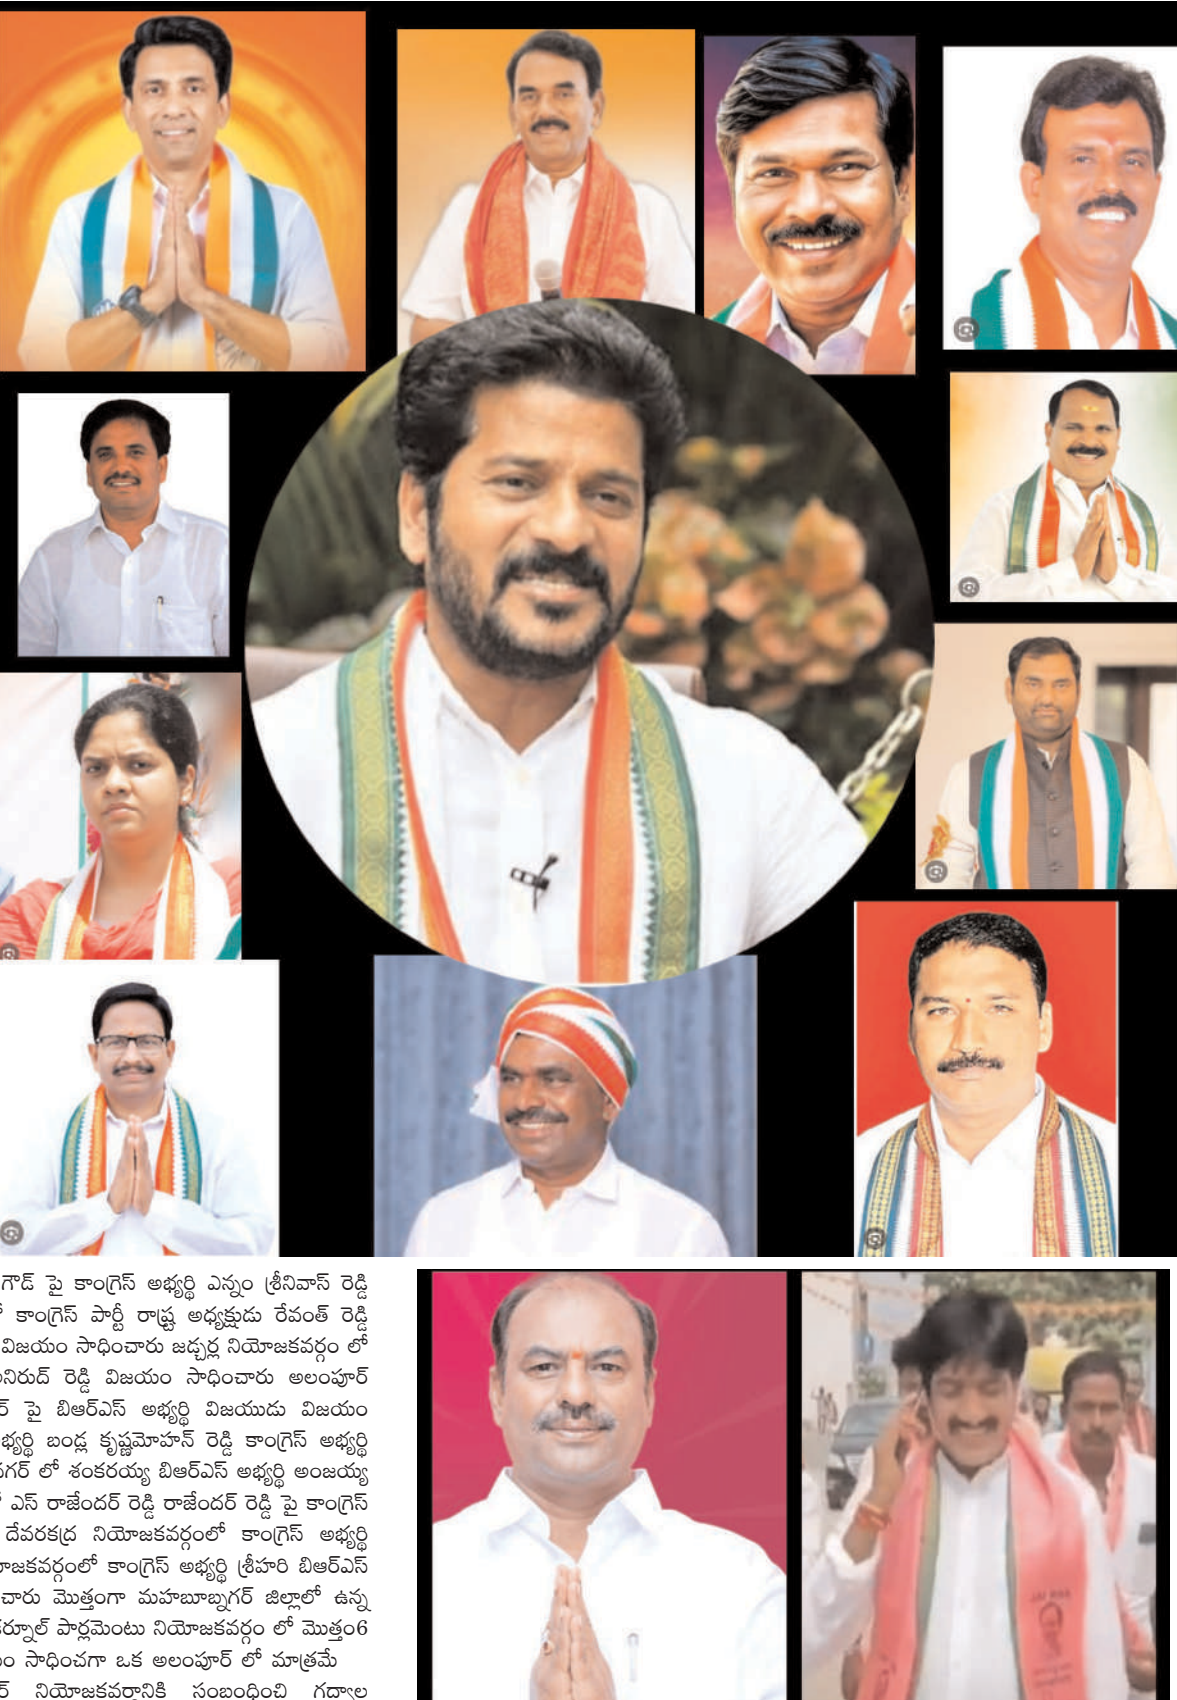 గౌడ్ పై కాంగ్రెస్ అభ్యర్థి ఎన్నం శ్రీనివాస్ రెడ్డి
కాంగ్రెస్ పార్టీ రాష్ట్ర అధ్యక్షుడు రేవంత్ రెడ్డి
విజయం సాధించారు జడ్చర్ల నియోజకవర్గం లో
నిరుద్ రెడ్డి విజయం సాధించారు అలంపూర్
ర్ పై బిఆర్ఎస్ అభ్యర్థి విజయుడు విజయం
భ్యర్థి బండ్ల కృష్ణమోహన్ రెడ్డి కాంగ్రెస్ అభ్యర్థి
నగర్ లో శంకరయ్య బిఆర్ఎస్ అభ్యర్థి అంజయ్య
ఎస్ రాజేందర్ రెడ్డి రాజేందర్ రెడ్డి పై కాంగ్రెస్
దేవరకద్ర నియోజకవర్గంలో కాంగ్రెస్ అభ్యర్థి
జకవర్గంలో కాంగ్రెస్ అభ్యర్థి శ్రీహరి బిఆర్ఎస్
చారు మొత్తంగా మహబూబ్నగర్ జిల్లాలో ఉన్న
కర్నూల్ పార్లమెంటు నియోజకవర్గం లో మొత్తం6
ం సాధించగా ఒక అలంపూర్ లో మాత్రమే
ర్ నియోజకవర్గానికి సంబంధించి గద్వాల